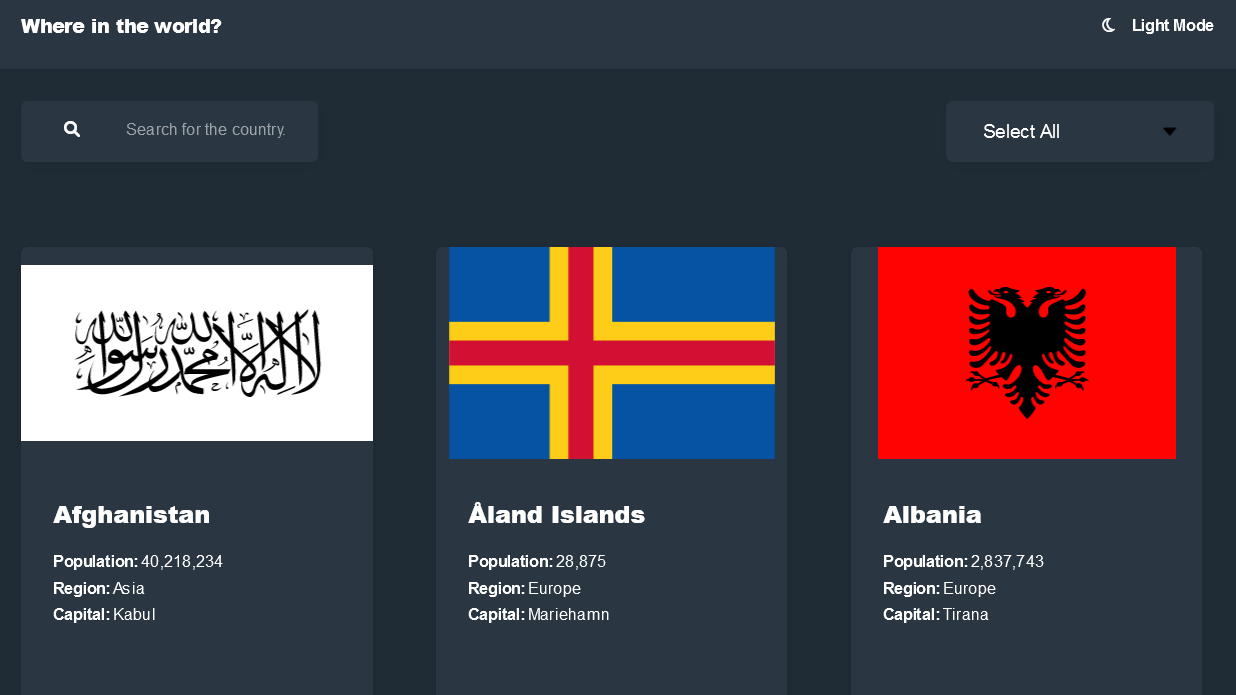 Where in the world?
Light Mode
Search for the country.
Select All
لا إله إلا الله محمد رسول الله
Afghanistan
Population: 40,218,234
Region: Asia
Capital: Kabul
Åland Islands
Population: 28,875
Region: Europe
Capital: Mariehamn
Albania
Population: 2,837,743
Region: Europe
Capital: Tirana